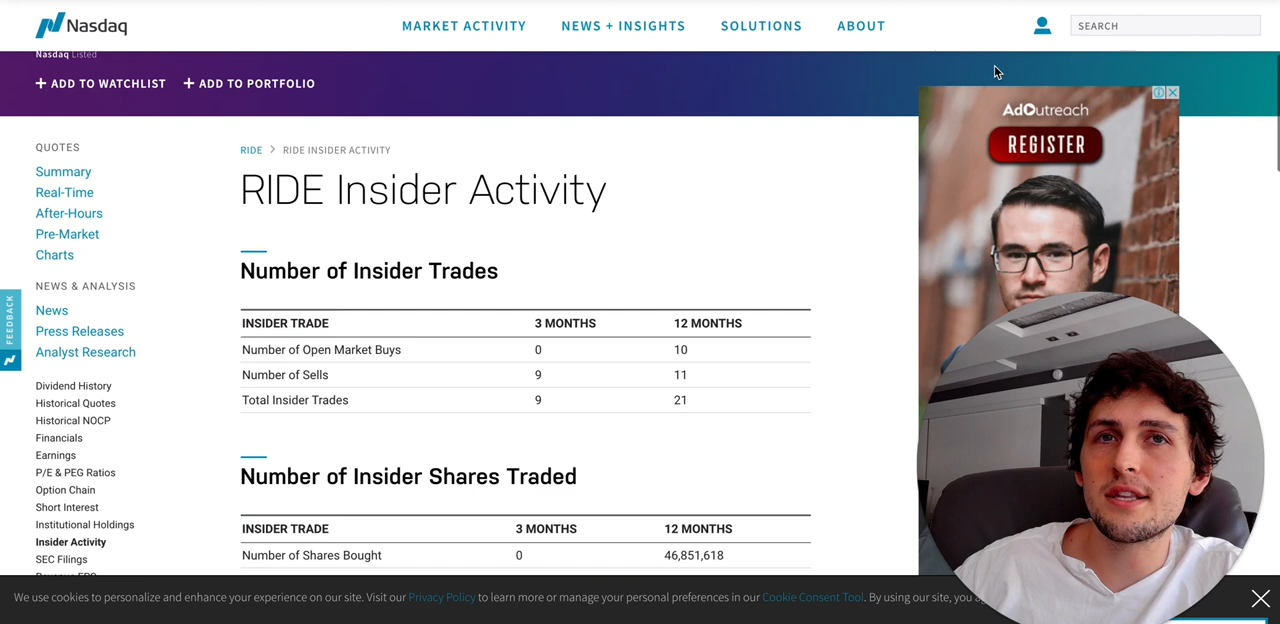 Nasdaq
MARKET ACTIVITY NEWS + INSIGHTS SOLUTIONS ABOUT
SEARCH
Nasdaq Listed
+ ADD TO WATCHLIST + ADD TO PORTFOLIO
AdOutreach
REGISTER
QUOTES
Summary
Real-Time
After-Hours
Pre-Market
Charts
NEWS & ANALYSIS
News
Press Releases
Analyst Research
Dividend History
Historical Quotes
Historical NOCP
Financials
Earnings
P/E & PEG Ratios
Option Chain
Short Interest
Institutional Holdings
Insider Activity
SEC Filings
FEEDBACK
RIDE > RIDE INSIDER ACTIVITY
RIDE Insider Activity
Number of Insider Trades
INSIDER TRADE 3 MONTHS 12 MONTHS
Number of Open Market Buys 0 10
Number of Sells 9 11
Total Insider Trades 9 21
Number of Insider Shares Traded
INSIDER TRADE 3 MONTHS 12 MONTHS
Number of Shares Bought 0 46,851,618
We use cookies to personalize and enhance your experience on our site. Visit our Privacy Policy to learn more or manage your personal preferences in our Cookie Consent Tool. By using our site, you